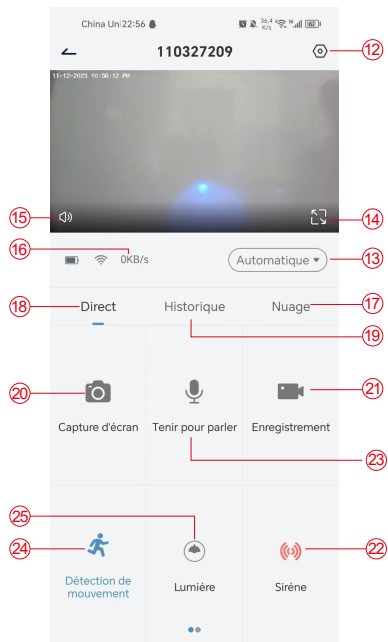 China Uni 22:56 36,4 K/s 162
110327209 12
11-12-2023 10:56:12 PM
15 14
16 0KB/s Automatique 13
18 Direct Historique Nuage 17
19
20 21
Capture d'écran Tenir pour parler Enregistrement
23
25
24 22
Détection de mouvement Lumière Sirène